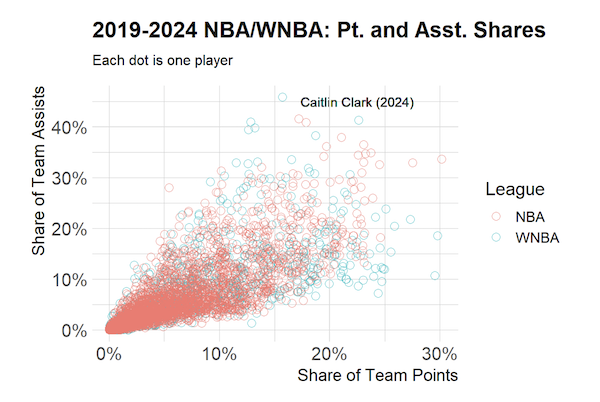 2019-2024 NBA/WNBA: Pt. and Asst. Shares
Each dot is one player
Share of Team Assists
40%
30%
20%
10%
0%
Caitlin Clark (2024)
0%
10%
20%
30%
Share of Team Points
League
NBA
WNBA